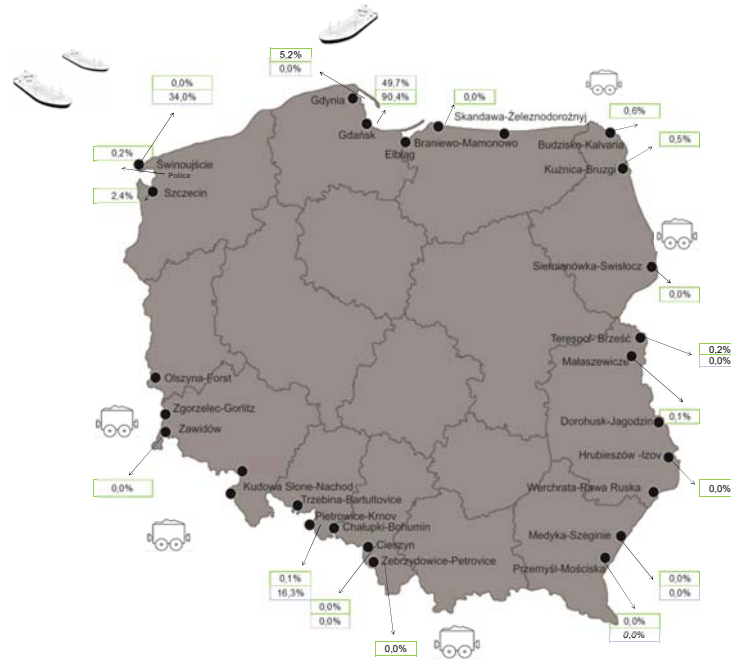 5,2%
0,0%
0,0%
34,0%
49,7%
90,4%
0,0%
0,6%
Gdynia
Gdańsk
Elbląg
Skandawa-Żeleznodorożnyj
Braniewo-Mamonowo
Budzisko-Kalvaria
0,5%
Kuźnica-Bruzgi
0,2%
Świnoujście
Police
2,4%
Szczecin
Siemianówka-Swisłocz
0,0%
Terespol- Brześć
0,2%
0,0%
Małaszewicze
Olszyna-Forst
Zgorzelec-Gorlitz
Zawidów
0,1%
Dorohusk-Jagodzin
Hrubieszów -Izov
0,0%
0,0%
Werchrata-Rawa Ruska
Kudowa Słone-Nachod
Trzebina-Bartultovice
Pietrowice-Krnov
Chałupki-Bohumin
Cieszyn
Zebrzydowice-Petrovice
Medyka-Szeginie
Przemyśl-Mościska
0,1%
16,3%
0,0%
0,0%
0,0%
0,0%
0,0%
0,0%
0,0%